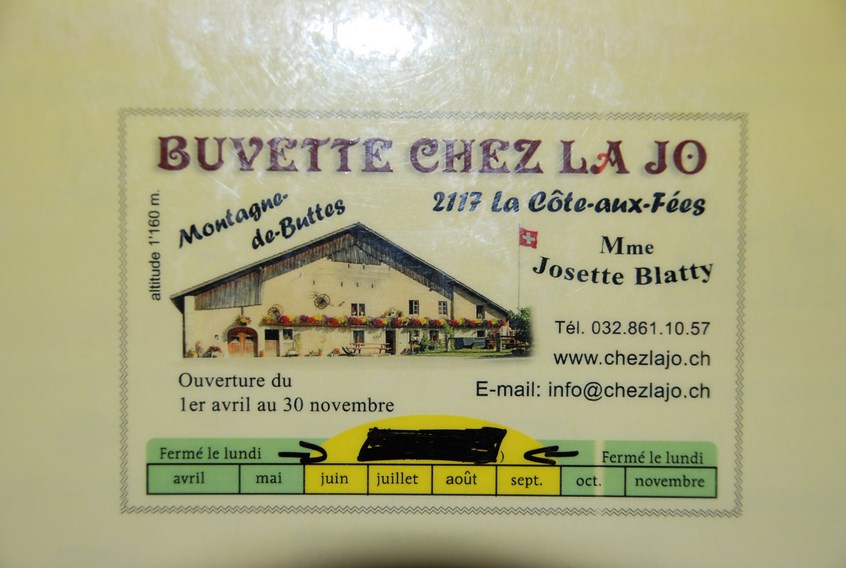 BUVETTE CHEZ LA JO
2117 La Côte-aux-Fées
Montagne-
de-Buttes
altitude 1'160 m.
Mme
Josette Blatty
Tél. 032.861.10.57
www.chezlajo.ch
E-mail: info@chezlajo.ch
Ouverture du
1er avril au 30 novembre
Fermé le lundi
)
Fermé le lundi
avril mai juin juillet août sept. oct. novembre